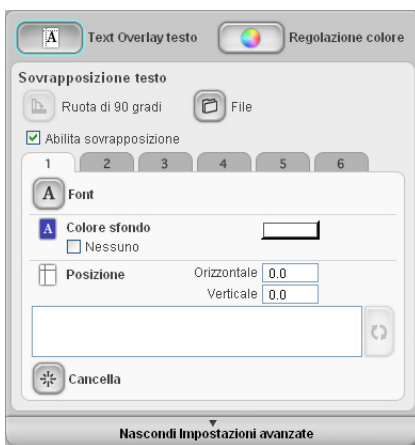 A Text Overlay testo Regolazione colore
Sovrapposizione testo
Ruota di 90 gradi File
Abilita sovrapposizione
1 2 3 4 5 6
A Font
A Colore sfondo
Nessuno
Posizione Orizzontale 0.0
Verticale 0.0
Cancella
Nascondi Impostazioni avanzate